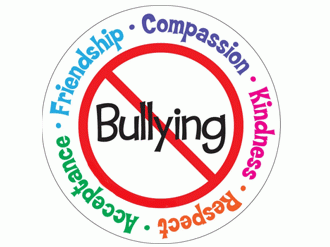 Friendship • Compassion • Kindness • Respect • Acceptance •
Bullying